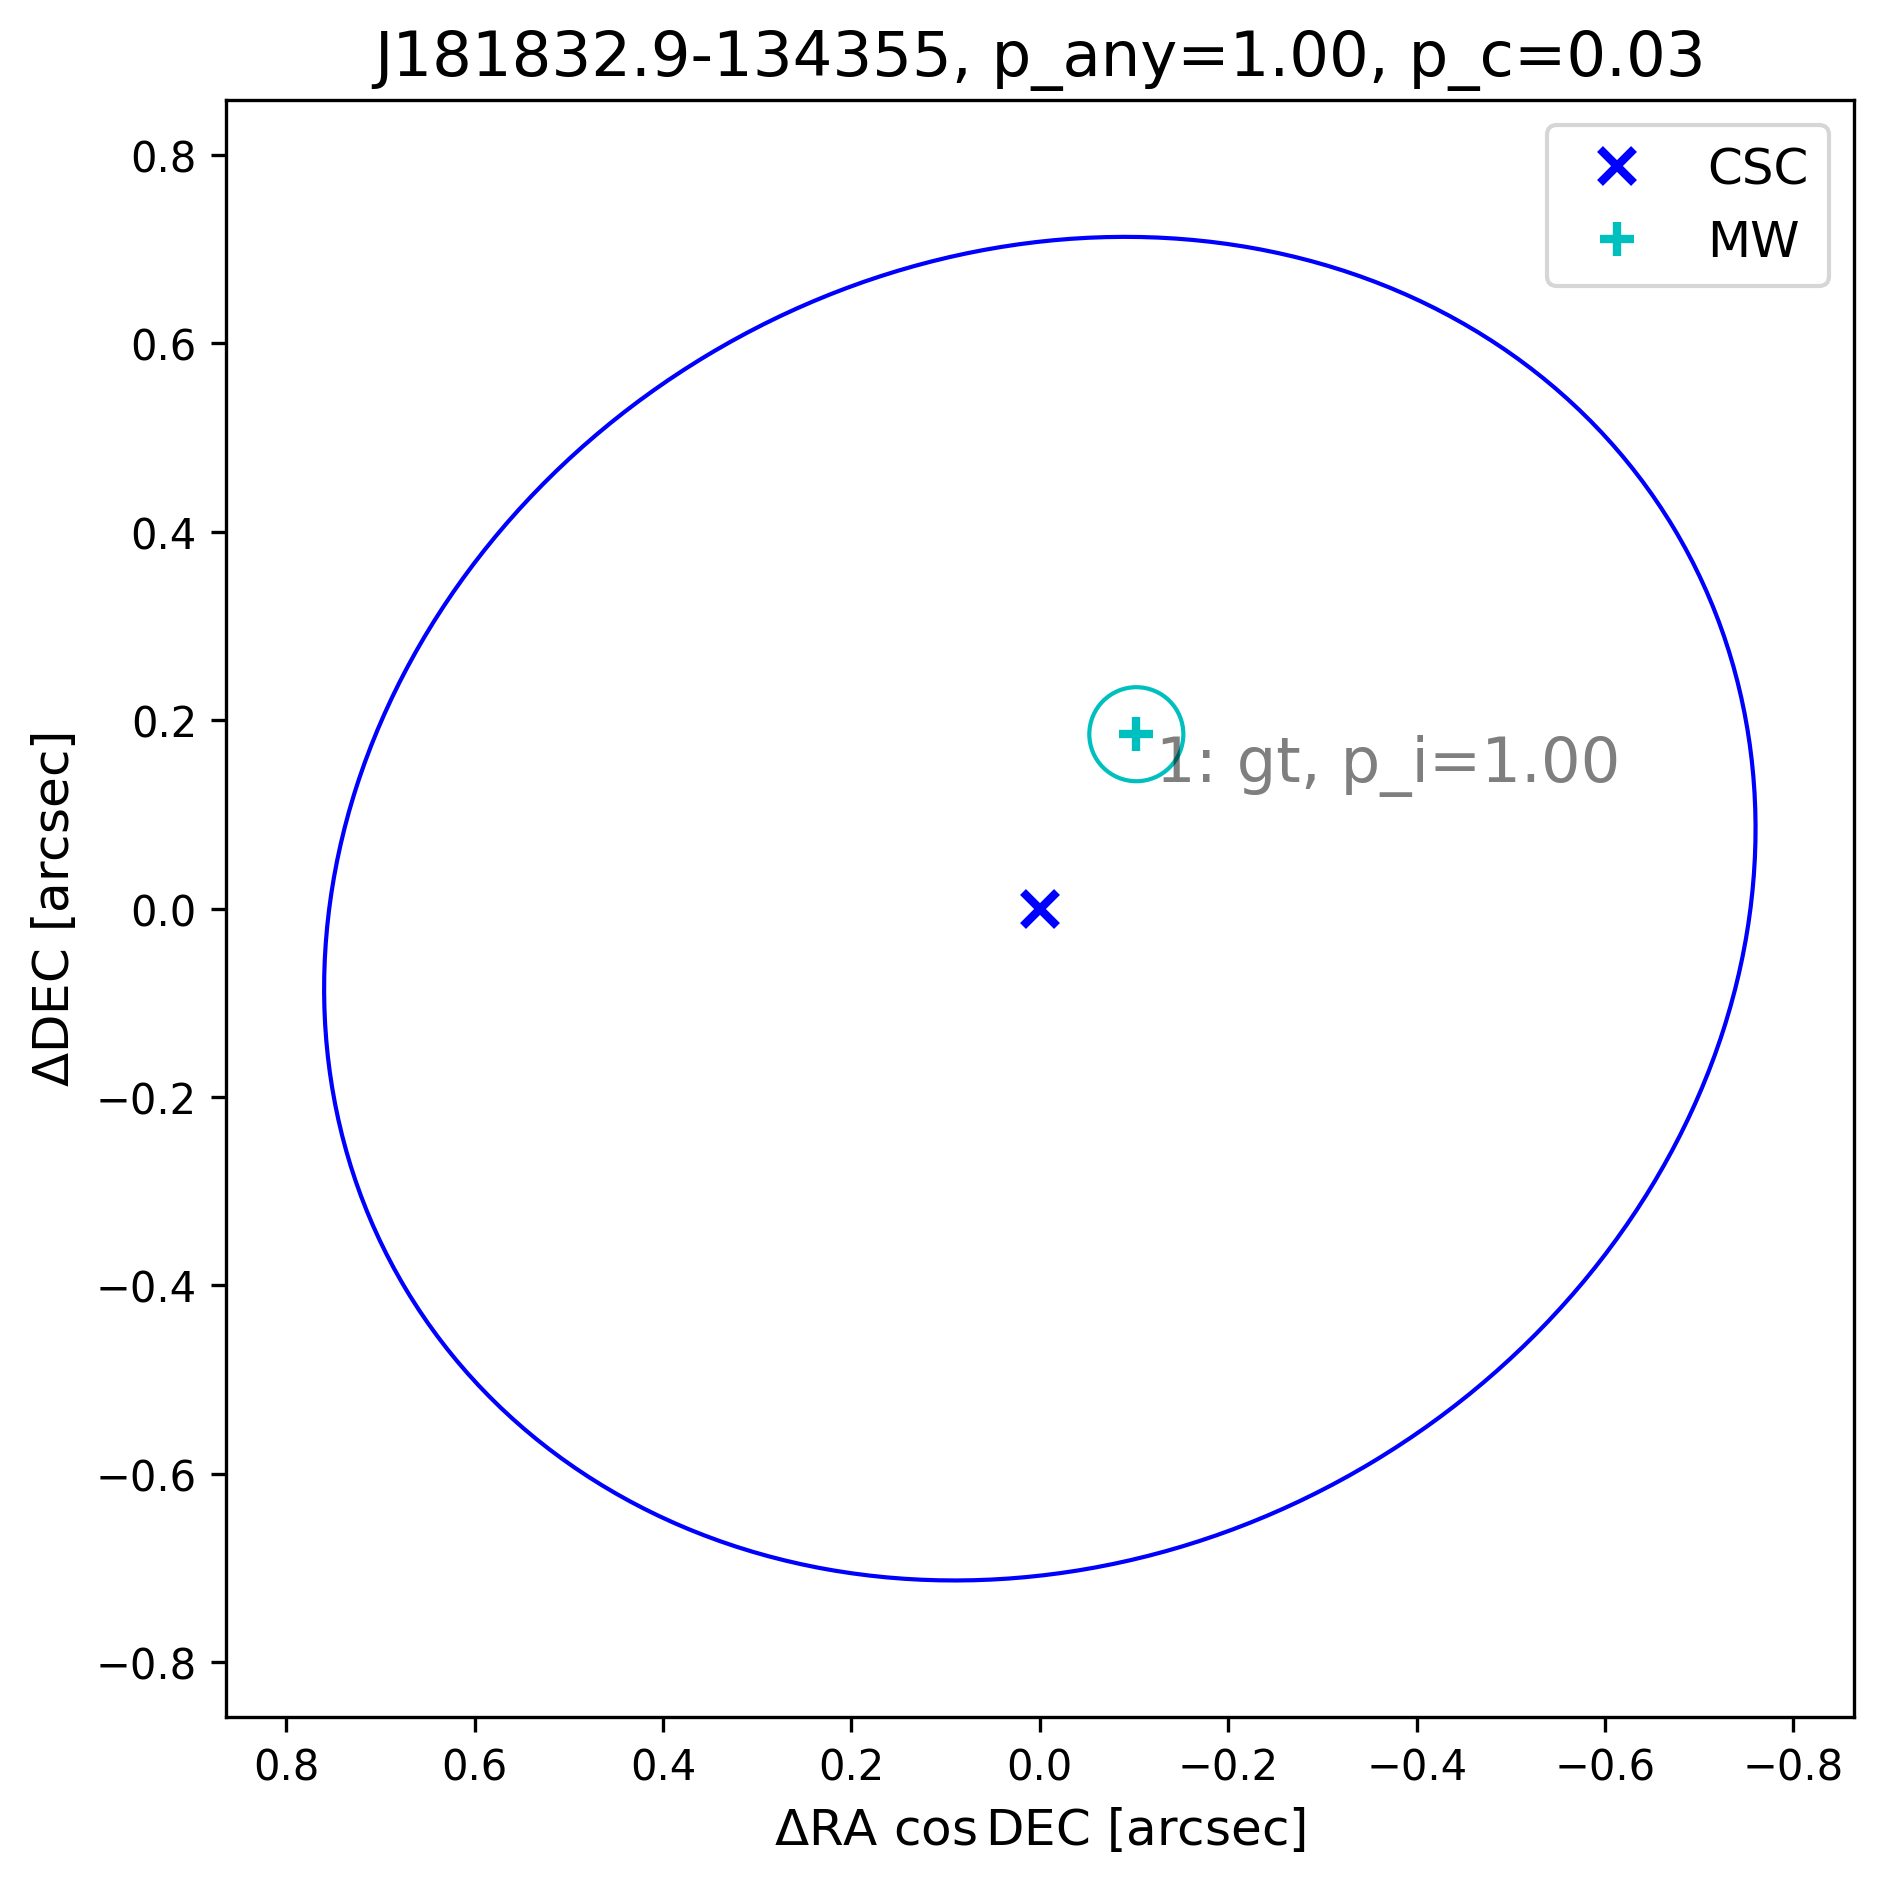 J181832.9-134355, p_any=1.00, p_c=0.03
CSC
MW
0.8
0.6
0.4
0.2
0.0
−0.2
−0.4
−0.6
−0.8
ΔDEC [arcsec]
1: gt, p_i=1.00
0.8 0.6 0.4 0.2 0.0 −0.2 −0.4 −0.6 −0.8
ΔRA cos DEC [arcsec]